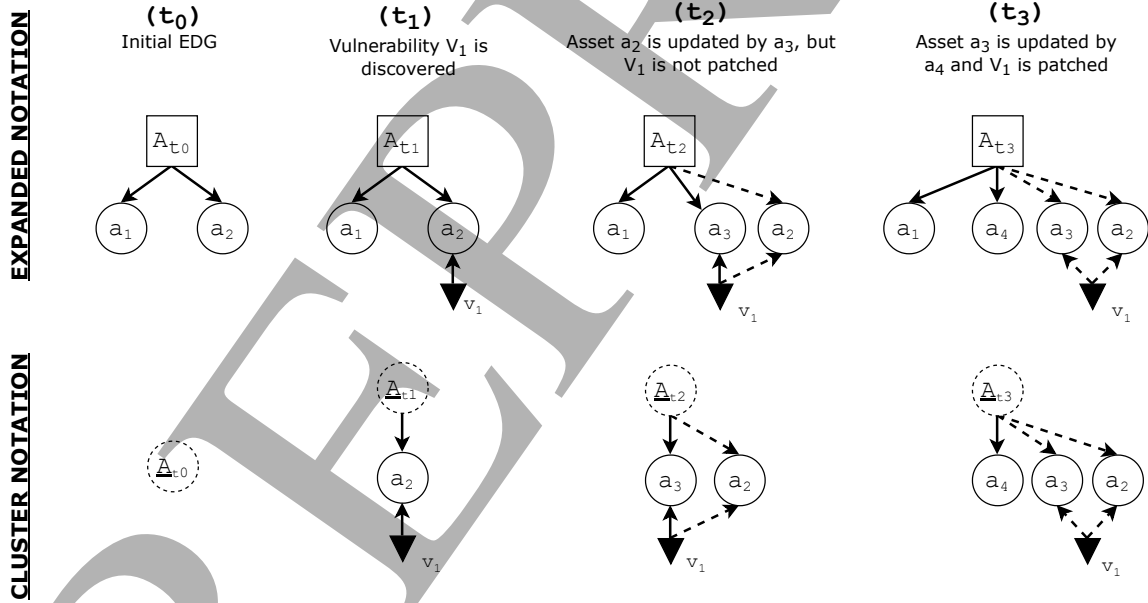 (t0)
Initial EDG
(t1)
Vulnerability V1 is
discovered
(t2)
Asset a2 is updated by a3, but
V1 is not patched
(t3)
Asset a3 is updated by
a4 and V1 is patched
EXPANDED NOTATION
At0
a1
a2
At1
a1
a2
v1
At2
a1
a3
a2
v1
At3
a1
a4
a3
a2
v1
CLUSTER NOTATION
At0
At1
a2
v1
At2
a3
a2
v1
At3
a4
a3
a2
v1